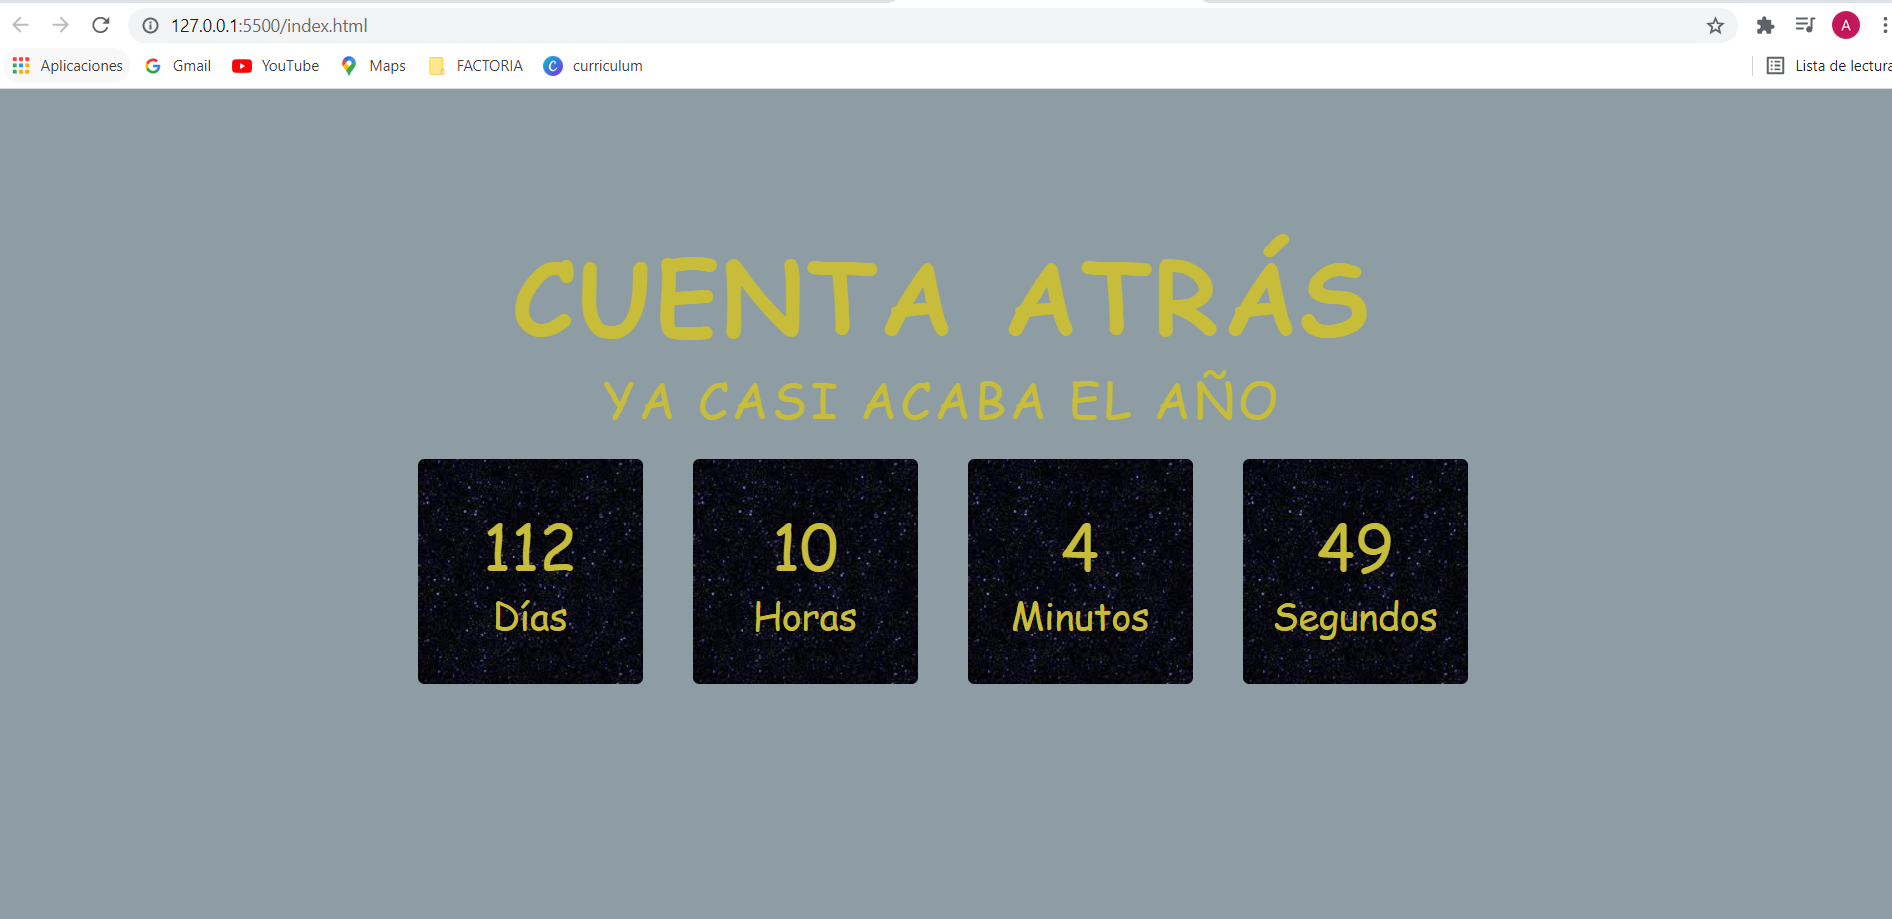 127.0.0.1:5500/index.html
A
Aplicaciones Gmail YouTube Maps FACTORIA curriculum Lista de lectura
CUENTA ATRÁS
YA CASI ACABA EL AÑO
112 10 4 49
Días Horas Minutos Segundos